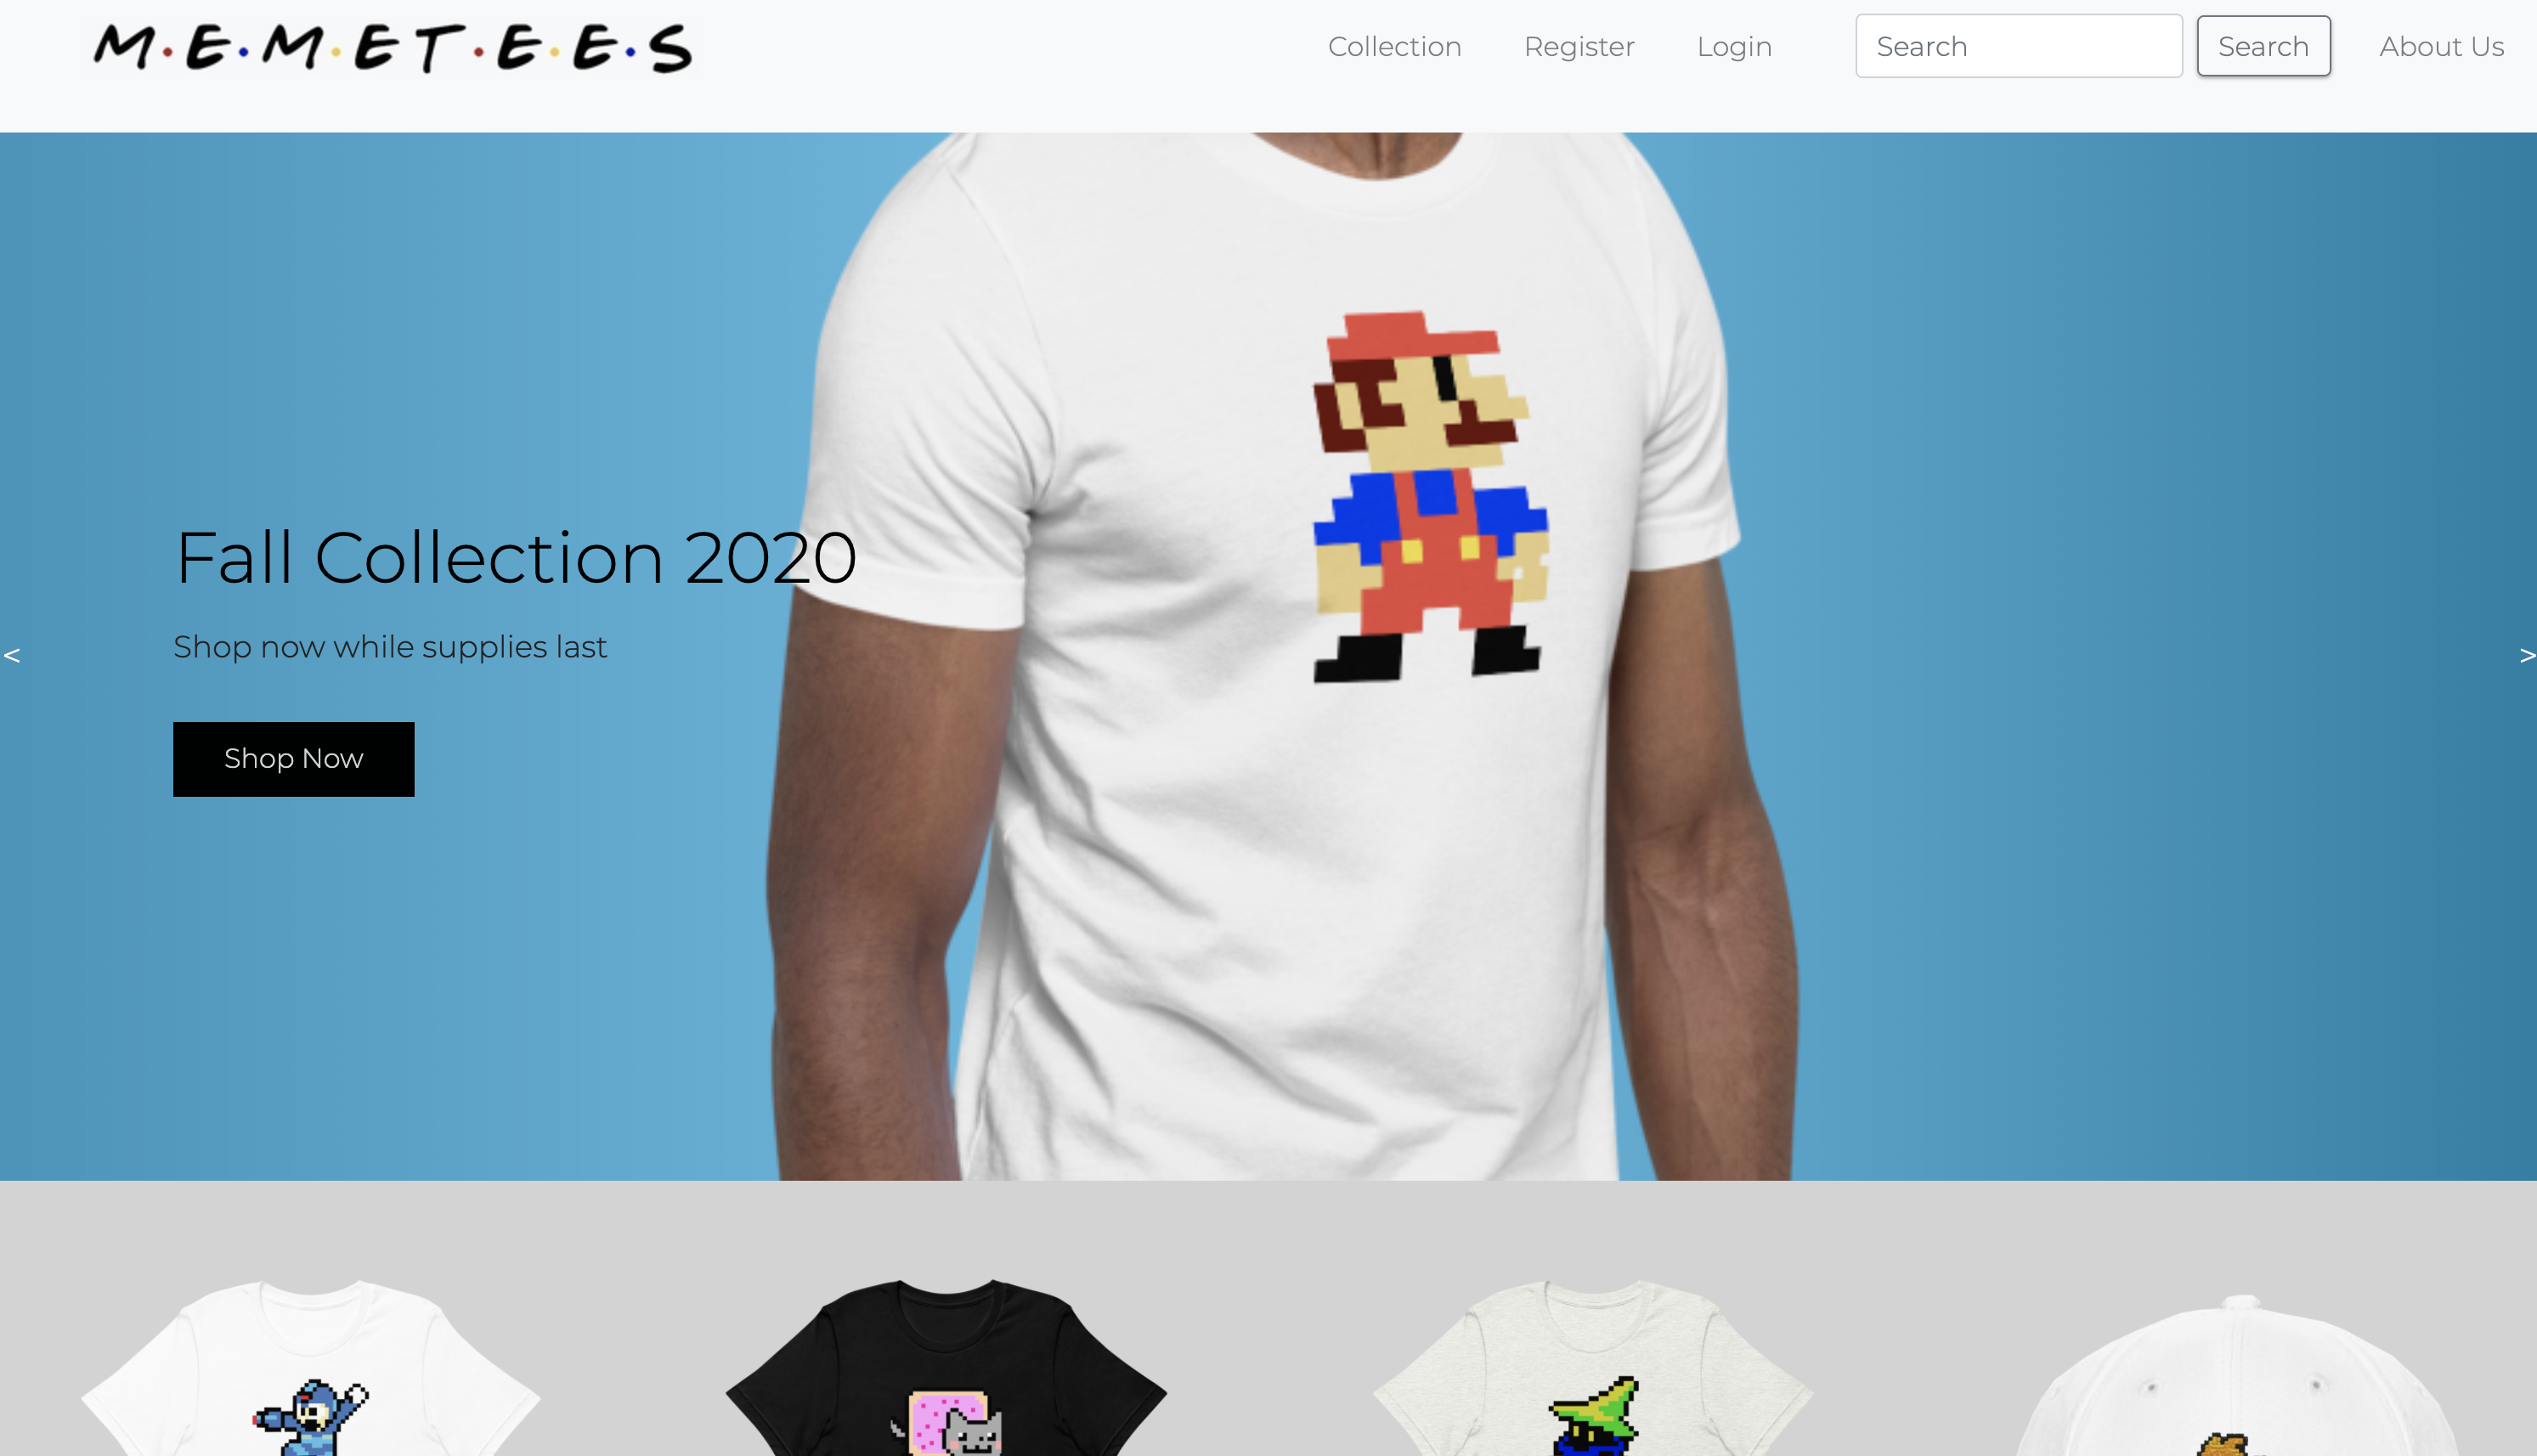 M·E·M·E T·E·E·S
Collection Register Login Search Search About Us
Fall Collection 2020
Shop now while supplies last
< >
Shop Now